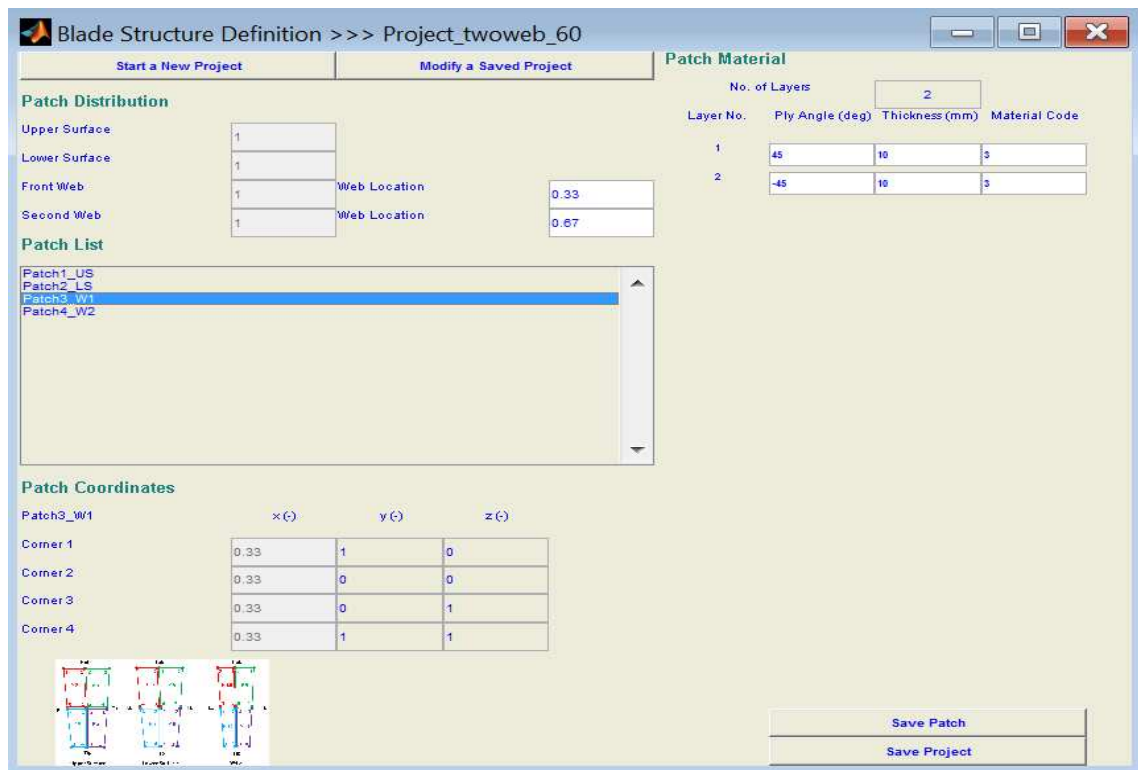 Blade Structure Definition >>> Project_twoweb_60
Start a New Project
Modify a Saved Project
Patch Distribution
Upper Surface 1
Lower Surface 1
Front Web 1 Web Location 0.33
Second Web 1 Web Location 0.67
Patch List
Patch1_US
Patch2_LS
Patch3_W1
Patch4_W2
Patch Coordinates
Patch3_W1 x (-) y (-) z (-)
Corner 1 0.33 1 0
Corner 2 0.33 0 0
Corner 3 0.33 0 1
Corner 4 0.33 1 1
Patch Material
No. of Layers 2
Layer No. Ply Angle (deg) Thickness (mm) Material Code
1 45 10 3
2 -45 10 3
Save Patch
Save Project